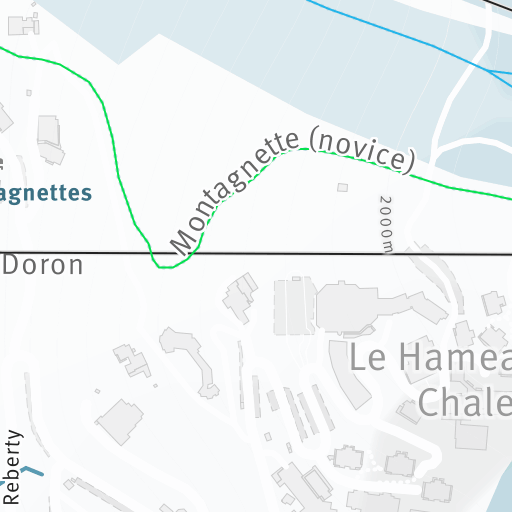 Montagnette (novice)
agnettes
2000m
Doron
Le Hamea
Chale
Reberty